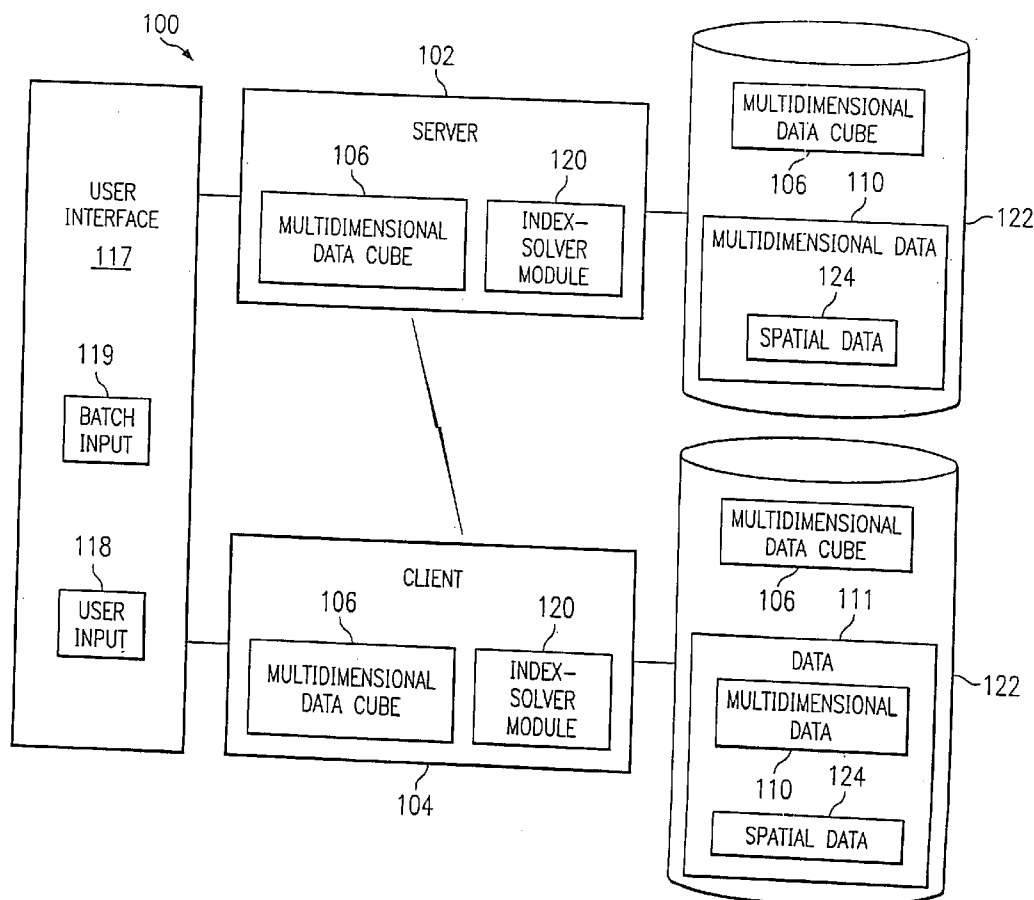 100
USER
INTERFACE
117
119
BATCH
INPUT
118
USER
INPUT
102
SERVER
106
MULTIDIMENSIONAL
DATA CUBE
120
INDEX-
SOLVER
MODULE
MULTIDIMENSIONAL
DATA CUBE
106
110
MULTIDIMENSIONAL DATA
124
SPATIAL DATA
122
CLIENT
106
MULTIDIMENSIONAL
DATA CUBE
120
INDEX-
SOLVER
MODULE
104
MULTIDIMENSIONAL
DATA CUBE
106
111
DATA
MULTIDIMENSIONAL
DATA
110
124
SPATIAL DATA
122